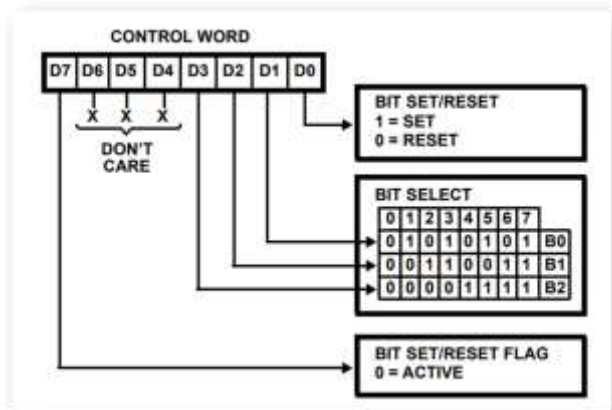 CONTROL WORD
D7 D6 D5 D4 D3 D2 D1 D0
X X X
DON'T
CARE
BIT SET/RESET
1 = SET
0 = RESET
BIT SELECT
0 1 2 3 4 5 6 7
0 1 0 1 0 1 0 1 B0
0 0 1 1 0 0 1 1 B1
0 0 0 0 1 1 1 1 B2
BIT SET/RESET FLAG
0 = ACTIVE